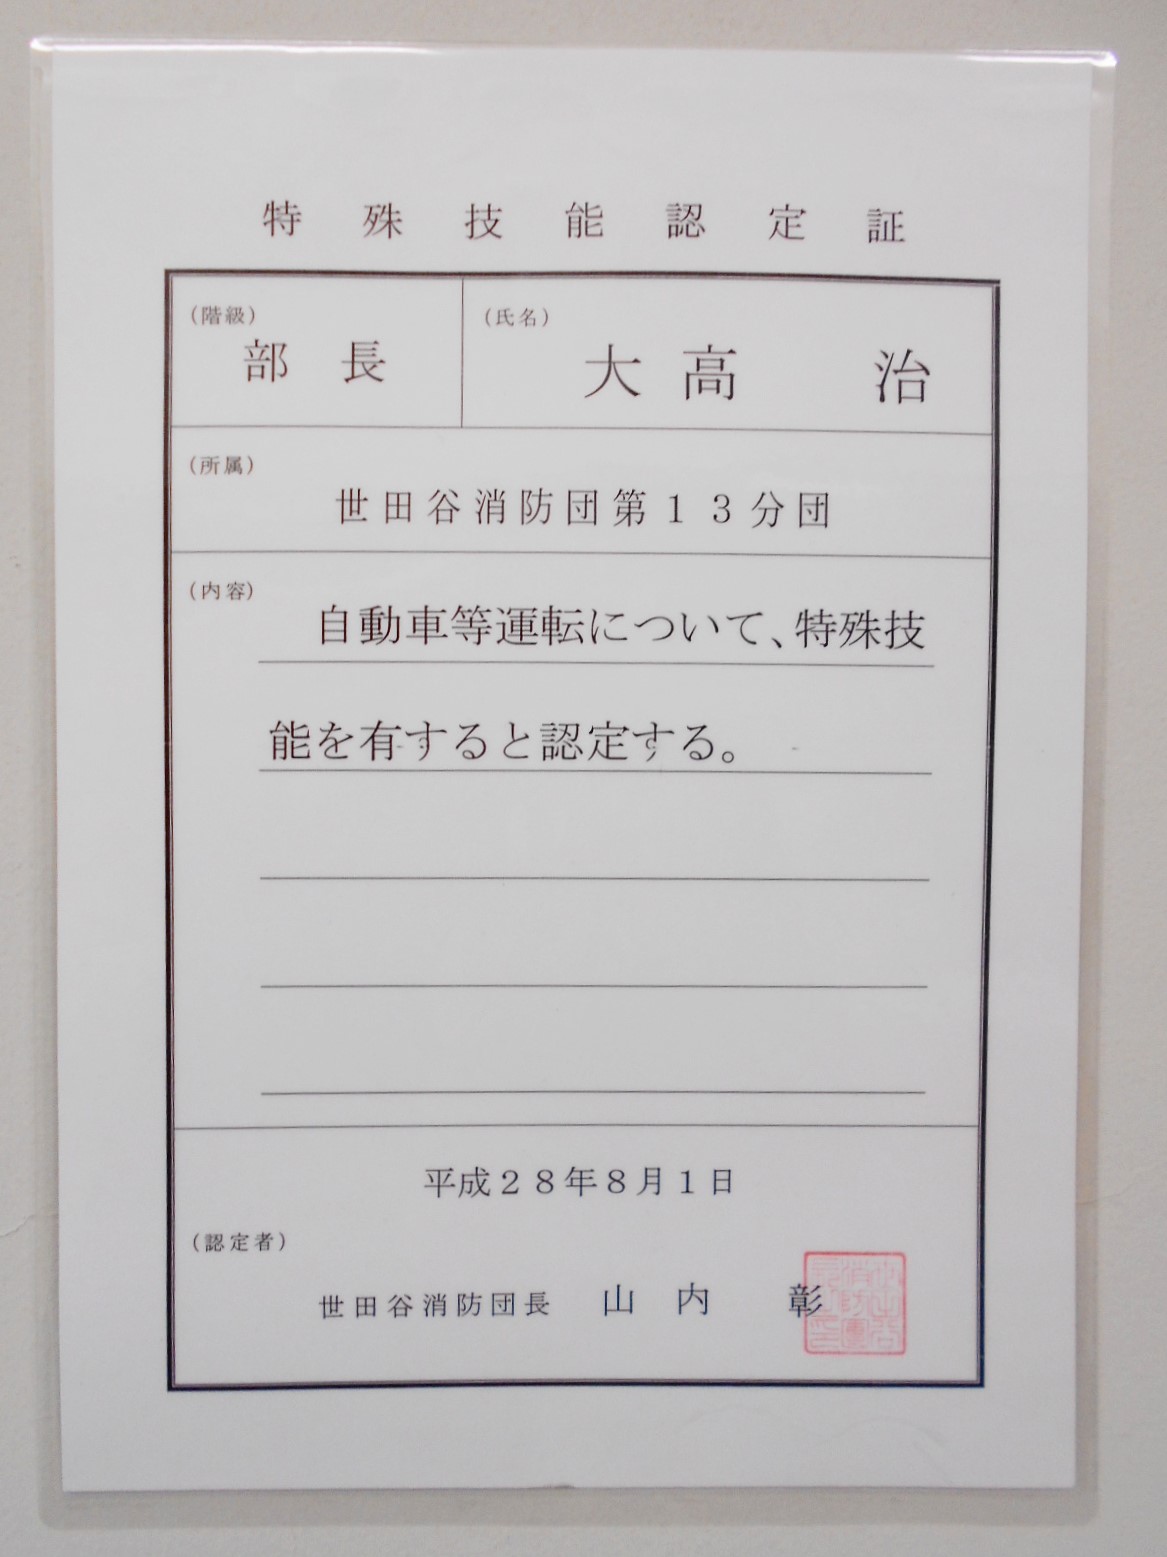 特殊技能認定証
（階級）
部長
（氏名）
大高 治
（所属）
世田谷消防団第１３分団
（内容）
自動車等運転について、特殊技
能を有すると認定する。
平成２８年８月１日
（認定者）
世田谷消防団長 山内 彰